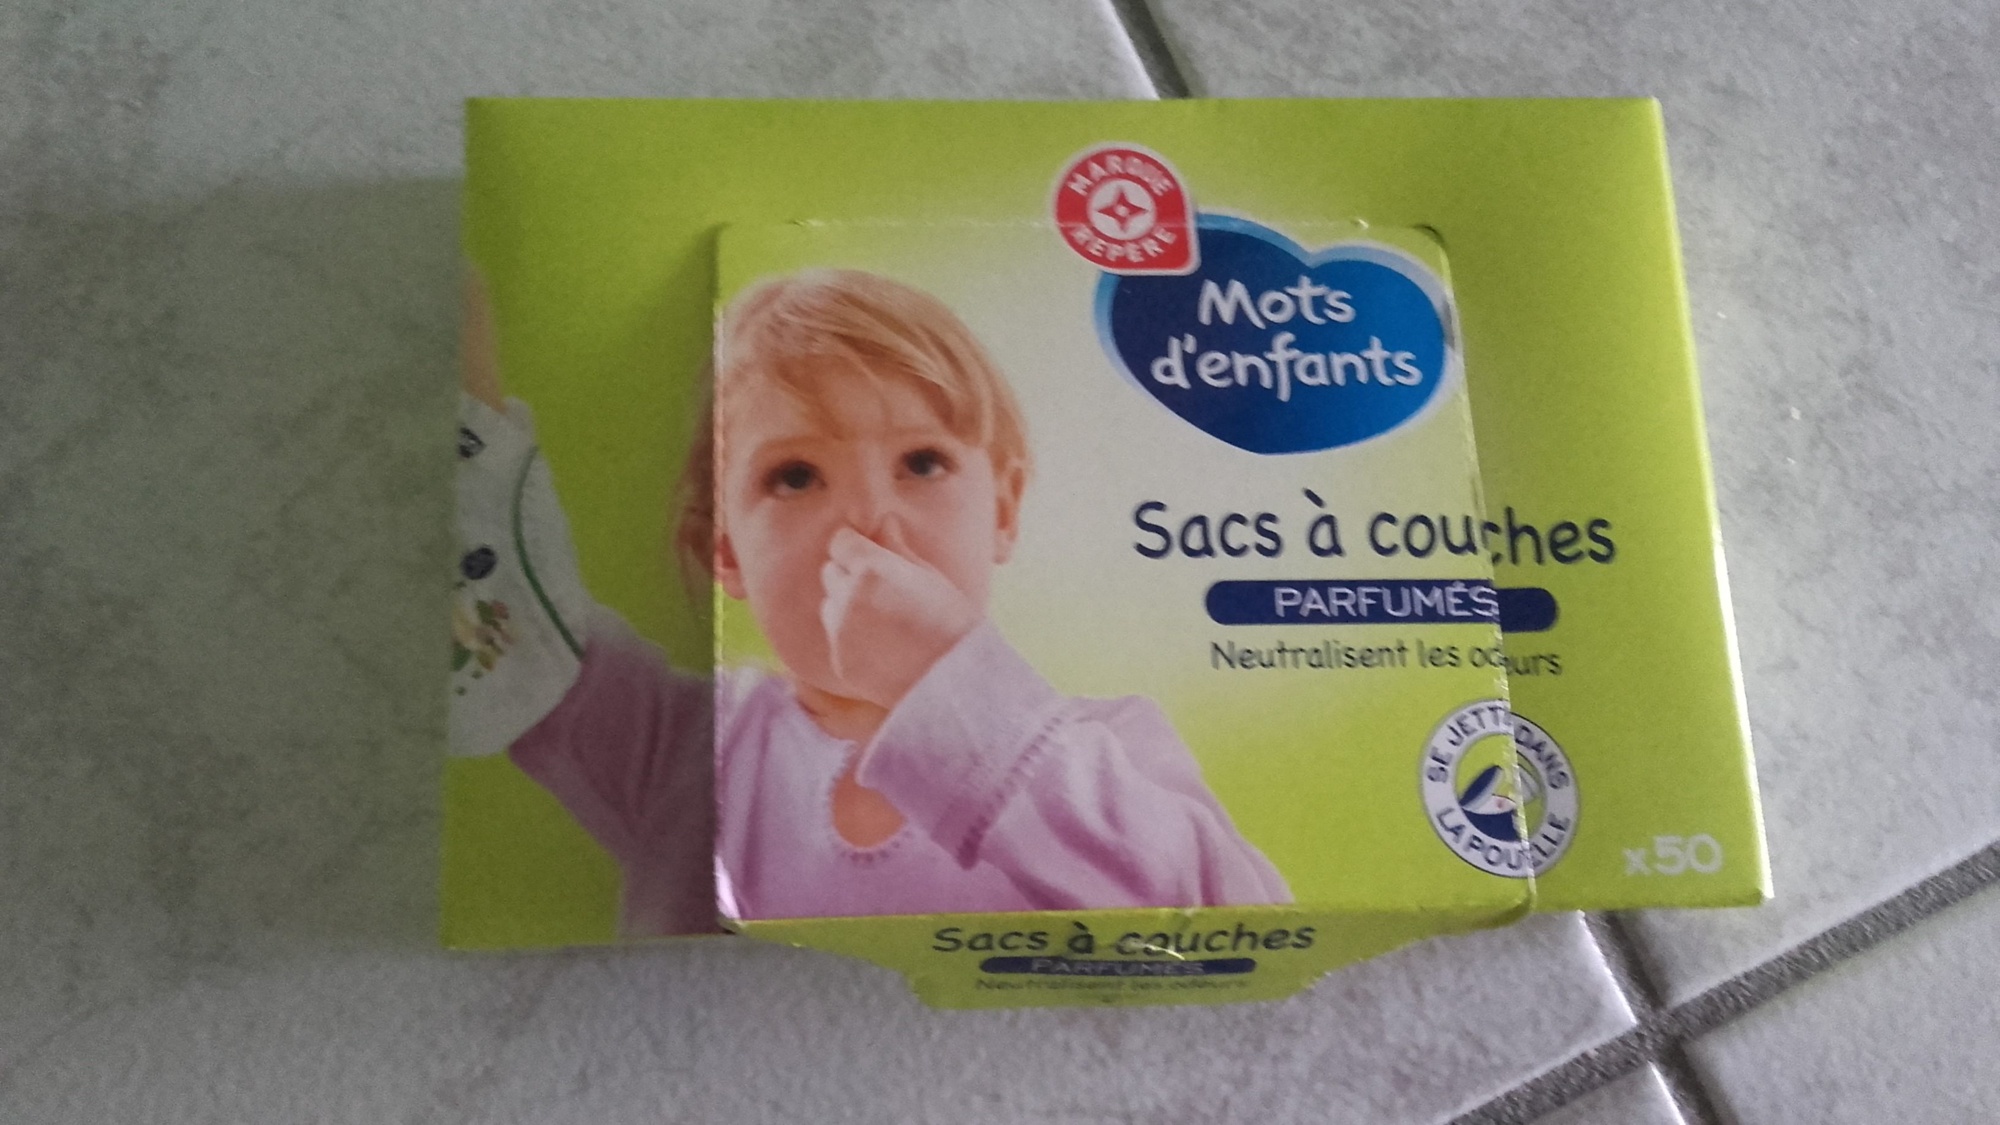 MARQUE REPÈRE
Mots
d'enfants
Sacs à couches
PARFUMÉS
Neutralisent les odeurs
SE JETTE DANS
LA POUBELLE
x50
Sacs à couches
PARFUMÉS
Neutralisent les odeurs